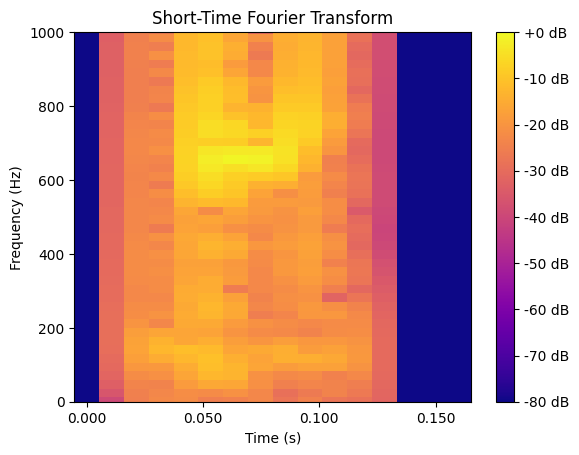 Short-Time Fourier Transform
1000
800
600
400
200
0
Frequency (Hz)
0.000
0.050
0.100
0.150
Time (s)
+0 dB
-10 dB
-20 dB
-30 dB
-40 dB
-50 dB
-60 dB
-70 dB
-80 dB